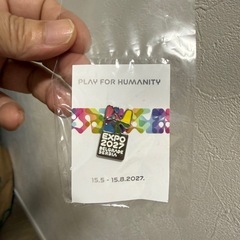 PLAY FOR HUMANITY
EXPO
2027
BELGRADE
SERBIA
15.5 - 15.8.2027.